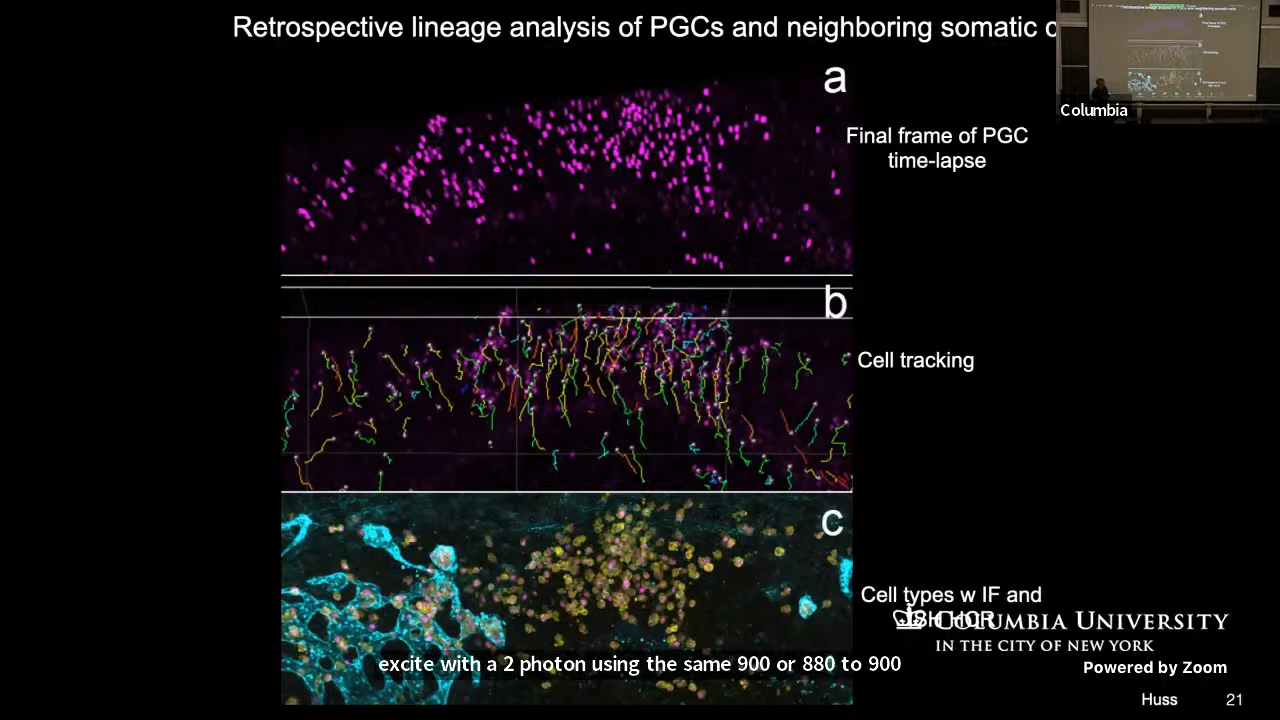 Retrospective lineage analysis of PGCs and neighboring somatic c
a
Final frame of PGC
time-lapse
Columbia
b
Cell tracking
c
Cell types w IF and
COLUMBIA UNIVERSITY
IN THE CITY OF NEW YORK
excite with a 2 photon using the same 900 or 880 to 900
Powered by Zoom
Huss 21